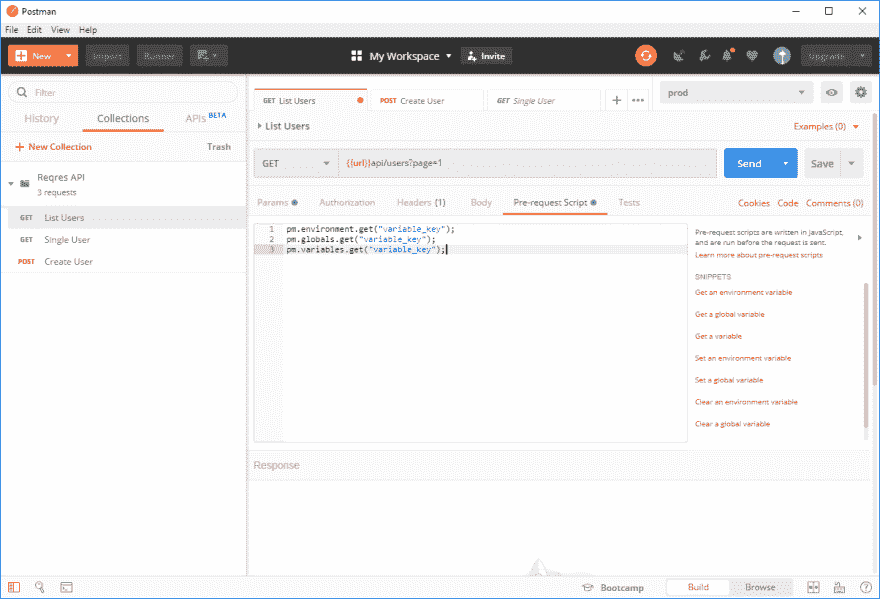 Postman
File Edit View Help
New Import Runner My Workspace Invite Upgrade
Filter
History Collections APIs BETA
New Collection Trash
Reqres API
3 requests
GET List Users
GET Single User
POST Create User
GET List Users POST Create User GET Single User prod
List Users Examples (0)
GET {{url}}api/users?page=1 Send Save
Params Authorization Headers (1) Body Pre-request Script Tests Cookies Code Comments (0)
1 pm.environment.get("variable_key");
2 pm.globals.get("variable_key");
3 pm.variables.get("variable_key");
Pre-request scripts are written in JavaScript,
and are run before the request is sent.
Learn more about pre-request scripts
SNIPPETS
Get an environment variable
Get a global variable
Get a variable
Set an environment variable
Set a global variable
Clear an environment variable
Clear a global variable
Response
Bootcamp Build Browse